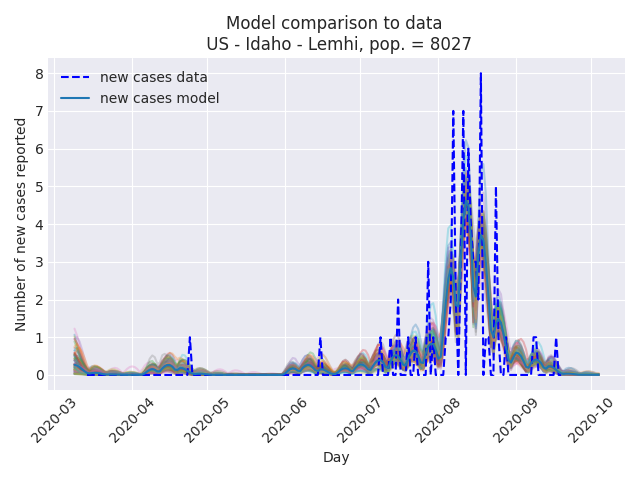 Model comparison to data
US - Idaho - Lemhi, pop. = 8027
new cases data
new cases model
Number of new cases reported
8
7
6
5
4
3
2
1
0
2020-03
2020-04
2020-05
2020-06
2020-07
2020-08
2020-09
2020-10
Day